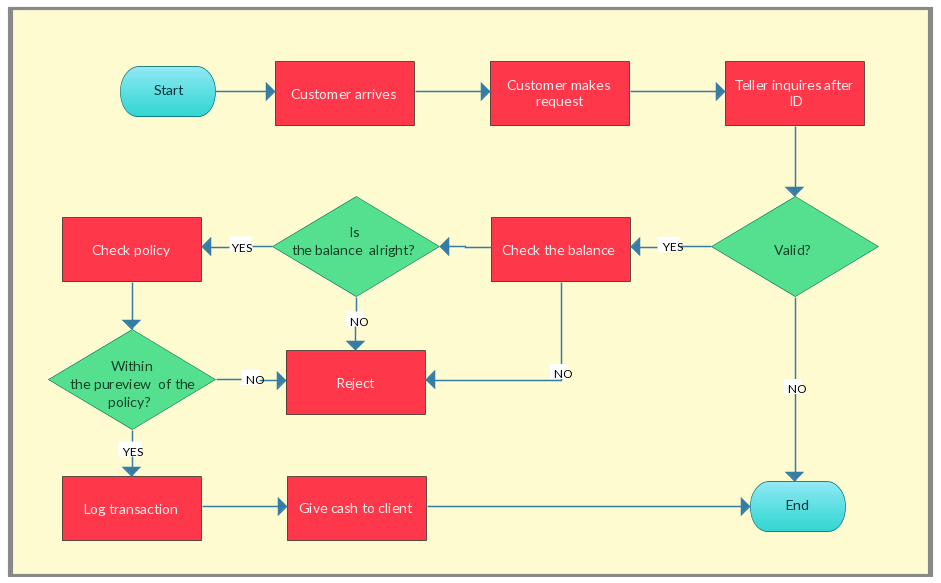 Start
Customer arrives
Customer makes
request
Teller inquires after
ID
Valid?
YES
Check the balance
Is
the balance alright?
YES
Check policy
NO
NO
NO
Within
the pureview of the
policy?
NO
Reject
YES
Log transaction
Give cash to client
End